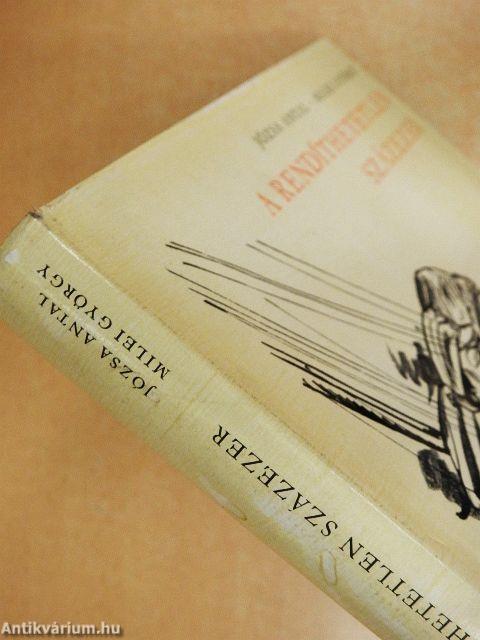 JÓZSA ANTAL MILEI GYÖRGY
A RENDÍTHETETLEN
SZÁZEZER
JÓZSA ANTAL
MILEI GYÖRGY
HETETLEN SZÁZEZER
Antikvárium.hu